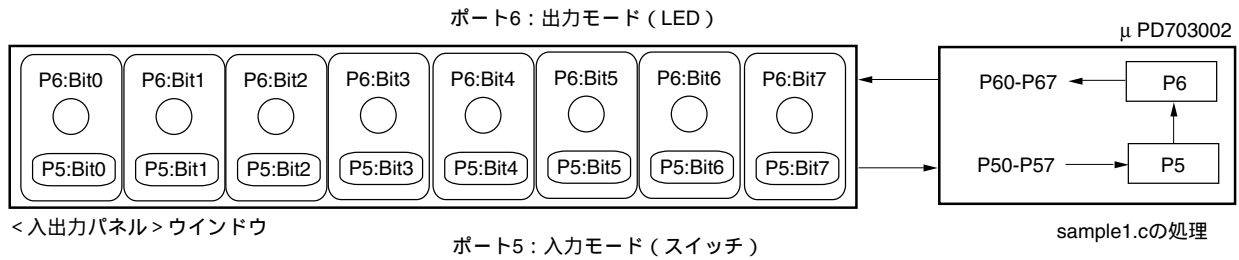 ポート6：出力モード（LED）
μ PD703002
P6:Bit0 P6:Bit1 P6:Bit2 P6:Bit3 P6:Bit4 P6:Bit5 P6:Bit6 P6:Bit7
P60-P67 P6
P5:Bit0 P5:Bit1 P5:Bit2 P5:Bit3 P5:Bit4 P5:Bit5 P5:Bit6 P5:Bit7
P50-P57 P5
＜入出力パネル＞ウインドウ
ポート5：入力モード（スイッチ）
sample1.cの処理